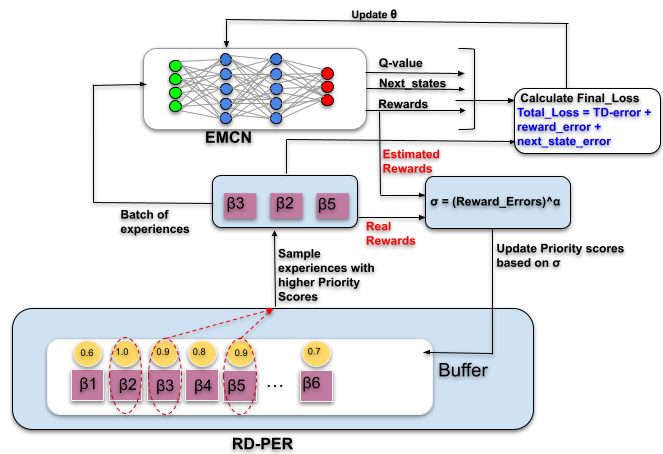 Update θ
Q-value
Next_states
Rewards
EMCN
Calculate Final_Loss
Total_Loss = TD-error +
reward_error +
next_state_error
Estimated
Rewards
β3 β2 β5
σ = (Reward_Errors)^α
Batch of
experiences
Real
Rewards
Sample
experiences with
higher Priority
Scores
Update Priority scores
based on σ
0.6 1.0 0.9 0.8 0.9 0.7
β1 β2 β3 β4 β5 ... β6
Buffer
RD-PER